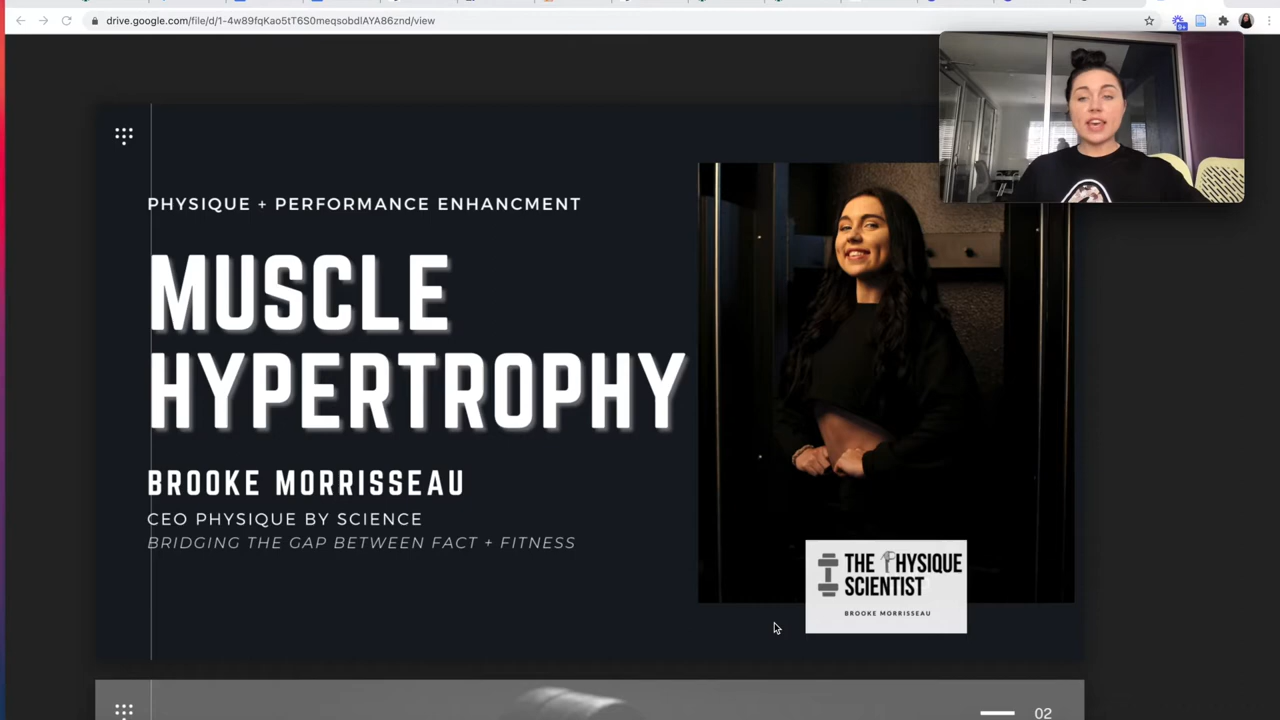 drive.google.com/file/d/1-4w89fqKao5tT6S0meqsobdlAYA86znd/view
9+
PHYSIQUE + PERFORMANCE ENHANCMENT
MUSCLE
HYPERTROPHY
BROOKE MORRISSEAU
CEO PHYSIQUE BY SCIENCE
BRIDGING THE GAP BETWEEN FACT + FITNESS
THE PHYSIQUE
SCIENTIST
BROOKE MORRISSEAU
02